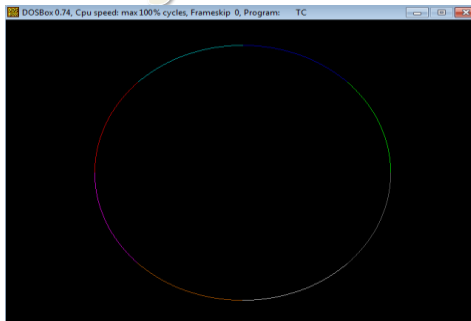 DOSBox 0.74, Cpu speed: max 100% cycles, Frameskip 0, Program: TC